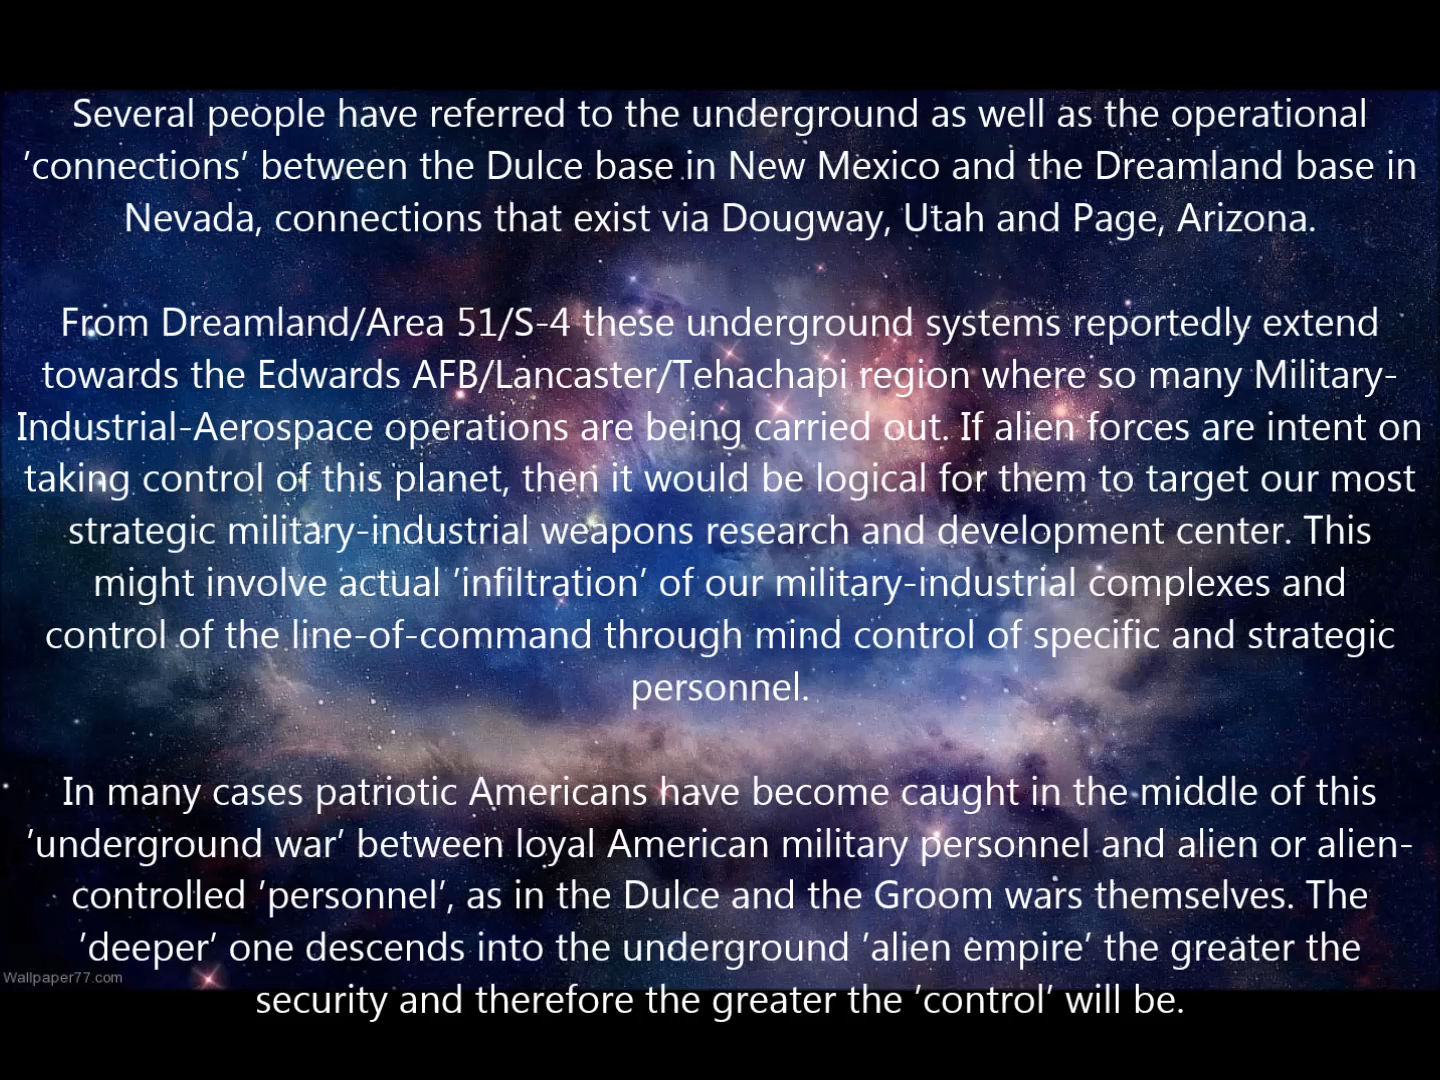 Several people have referred to the underground as well as the operational
'connections' between the Dulce base in New Mexico and the Dreamland base in
Nevada, connections that exist via Dougway, Utah and Page, Arizona.
From Dreamland/Area 51/S-4 these underground systems reportedly extend
towards the Edwards AFB/Lancaster/Tehachapi region where so many Military-
Industrial-Aerospace operations are being carried out. If alien forces are intent on
taking control of this planet, then it would be logical for them to target our most
strategic military-industrial weapons research and development center. This
might involve actual 'infiltration' of our military-industrial complexes and
control of the line-of-command through mind control of specific and strategic
personnel.
In many cases patriotic Americans have become caught in the middle of this
'underground war' between loyal American military personnel and alien or alien-
controlled 'personnel', as in the Dulce and the Groom wars themselves. The
'deeper' one descends into the underground 'alien empire' the greater the
Wallpaper77.com
security and therefore the greater the 'control' will be.